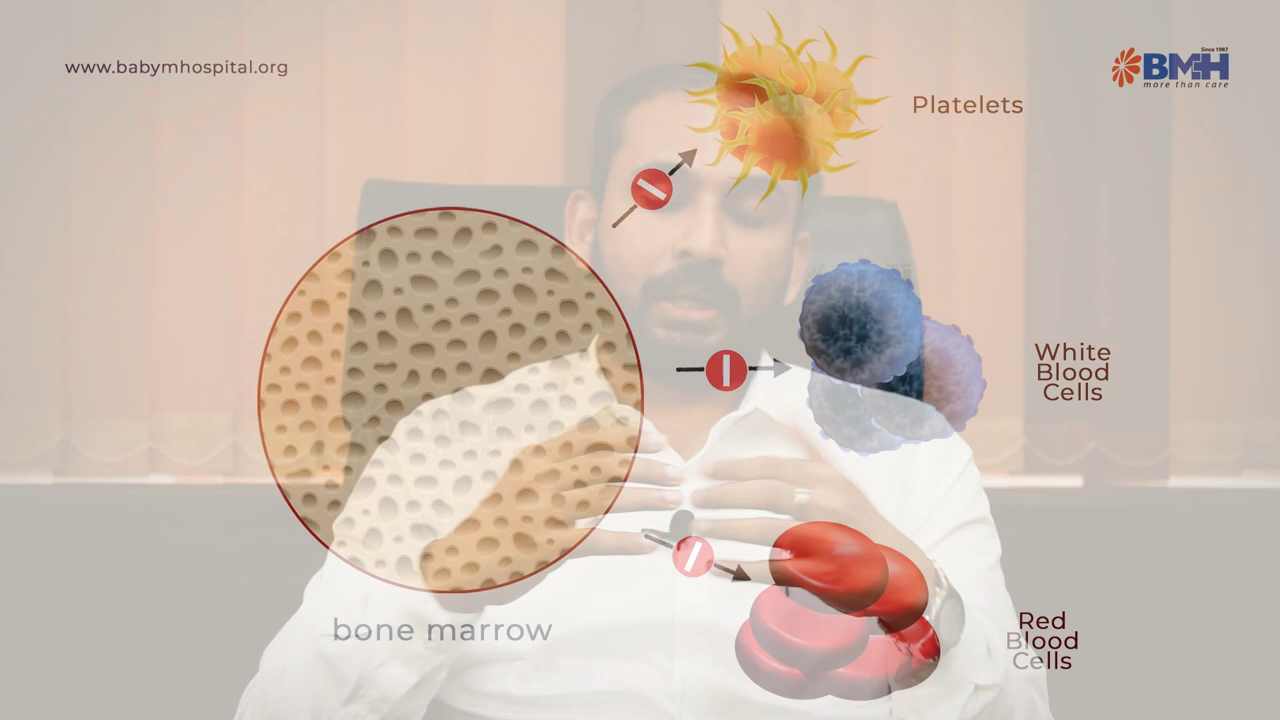 www.babymhospital.org
Since 1987
BMH
more than care
Platelets
White
Blood
Cells
bone marrow
Red
Blood
Cells